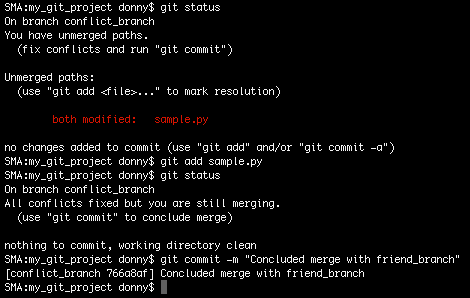 SMA:my_git_project donny$ git status
On branch conflict_branch
You have unmerged paths.
  (fix conflicts and run "git commit")

Unmerged paths:
  (use "git add <file>..." to mark resolution)

        both modified:   sample.py

no changes added to commit (use "git add" and/or "git commit -a")
SMA:my_git_project donny$ git add sample.py
SMA:my_git_project donny$ git status
On branch conflict_branch
All conflicts fixed but you are still merging.
  (use "git commit" to conclude merge)

nothing to commit, working directory clean
SMA:my_git_project donny$ git commit -m "Concluded merge with friend_branch"
[conflict_branch 766a8af] Concluded merge with friend_branch
SMA:my_git_project donny$